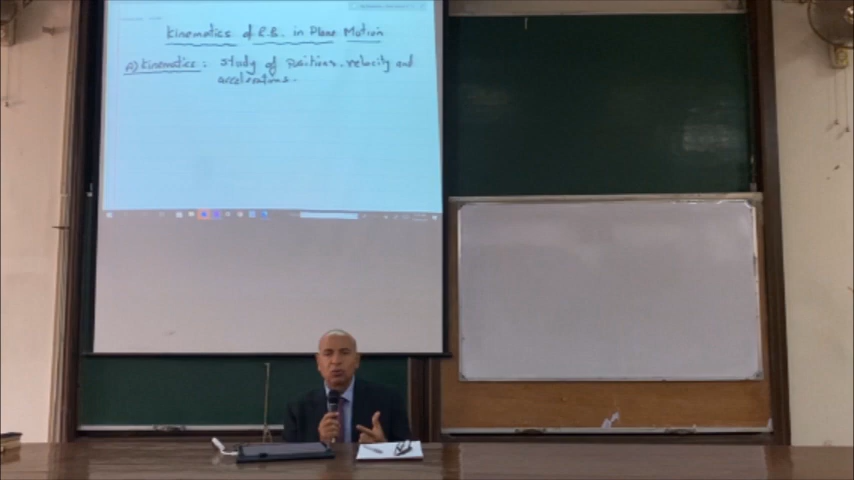 Kinematics of R.B. in Plane Motion
A) Kinematics: Study of Positions, velocity and
accelerations.